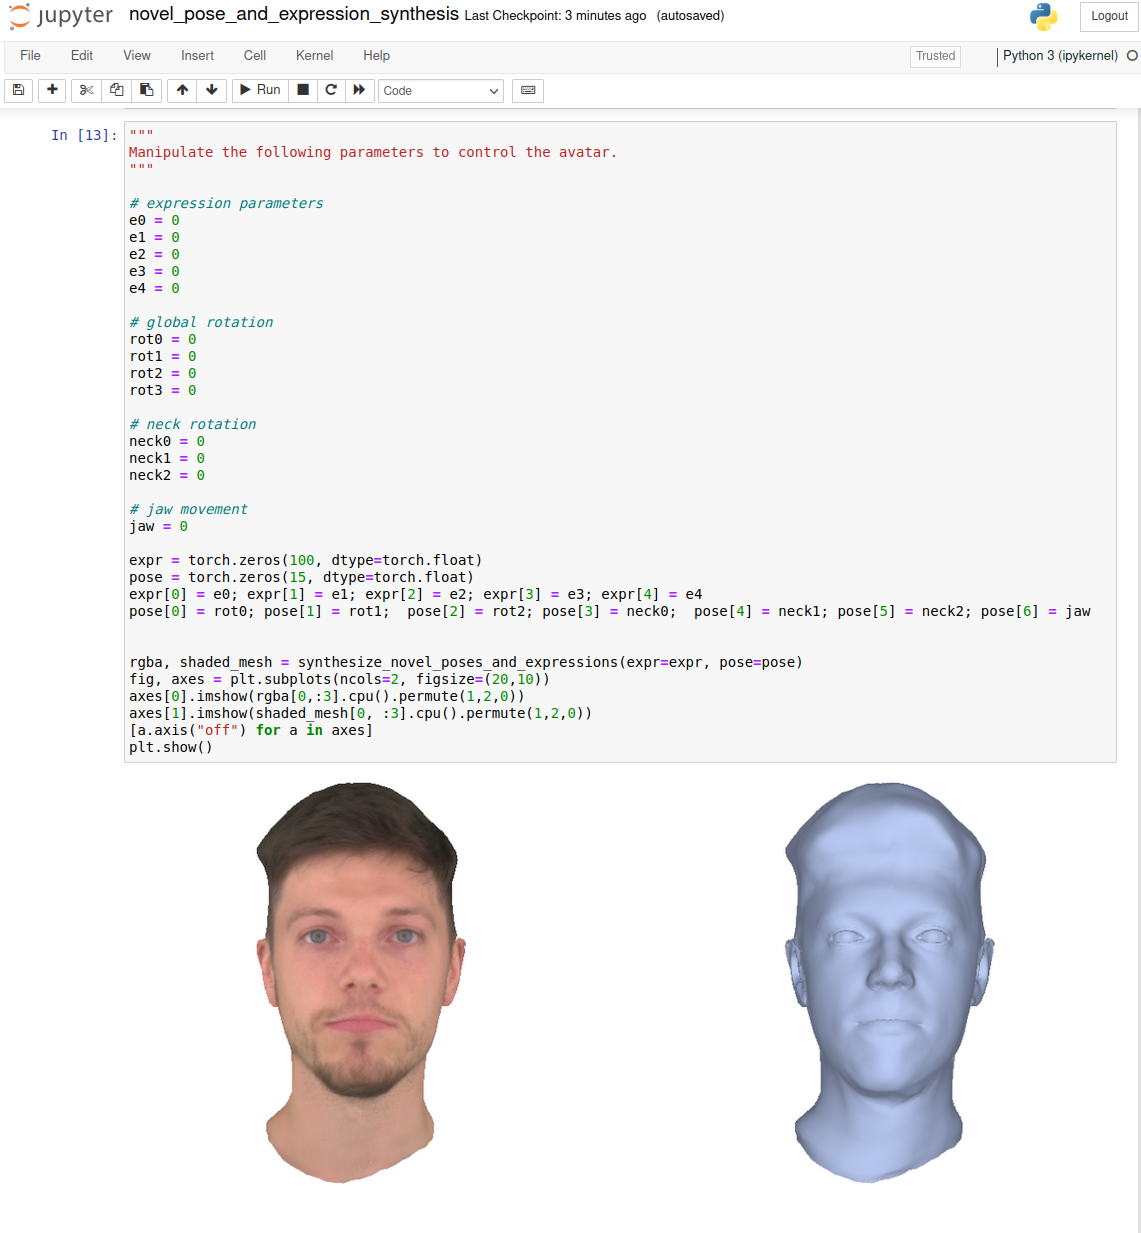 jupyter novel_pose_and_expression_synthesis Last Checkpoint: 3 minutes ago (autosaved)
Logout
File Edit View Insert Cell Kernel Help
Trusted
Python 3 (ipykernel)
Run
Code
In [13]:
"""
Manipulate the following parameters to control the avatar.
"""
# expression parameters
e0 = 0
e1 = 0
e2 = 0
e3 = 0
e4 = 0
# global rotation
rot0 = 0
rot1 = 0
rot2 = 0
rot3 = 0
# neck rotation
neck0 = 0
neck1 = 0
neck2 = 0
# jaw movement
jaw = 0
expr = torch.zeros(100, dtype=torch.float)
pose = torch.zeros(15, dtype=torch.float)
expr[0] = e0; expr[1] = e1; expr[2] = e2; expr[3] = e3; expr[4] = e4
pose[0] = rot0; pose[1] = rot1;  pose[2] = rot2; pose[3] = neck0;  pose[4] = neck1; pose[5] = neck2; pose[6] = jaw
rgba, shaded_mesh = synthesize_novel_poses_and_expressions(expr=expr, pose=pose)
fig, axes = plt.subplots(ncols=2, figsize=(20,10))
axes[0].imshow(rgba[0,:3].cpu().permute(1,2,0))
axes[1].imshow(shaded_mesh[0, :3].cpu().permute(1,2,0))
[a.axis("off") for a in axes]
plt.show()